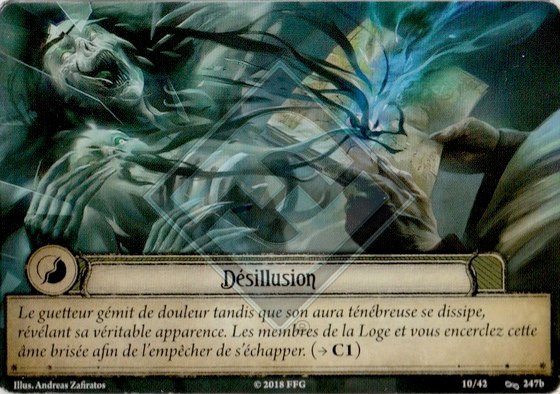 Désillusion
Le guetteur gémit de douleur tandis que son aura ténébreuse se dissipe,
révélant sa véritable apparence. Les membres de la Loge et vous encerclez cette
âme brisée afin de l'empêcher de s'échapper. (→ C1)
Illus. Andreas Zafiratos © 2018 FFG 10/42 247b